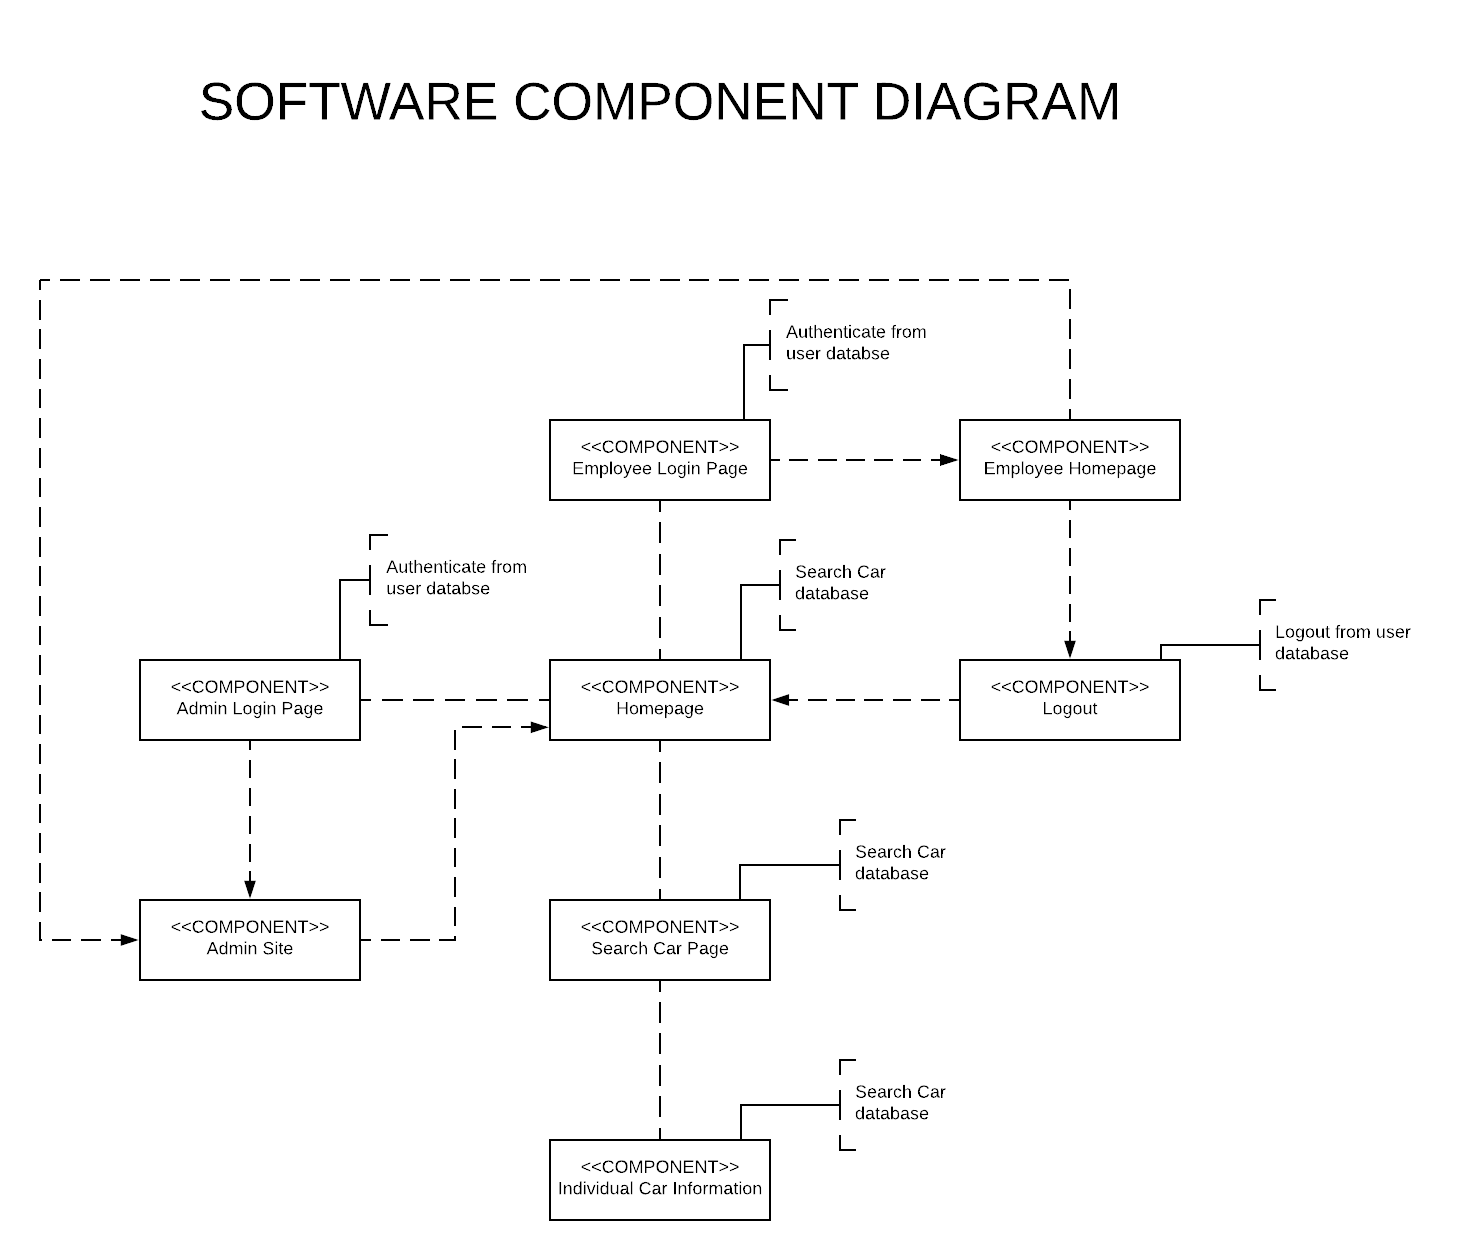 SOFTWARE COMPONENT DIAGRAM
Authenticate from
user databse
<<COMPONENT>>
Employee Login Page
<<COMPONENT>>
Employee Homepage
Authenticate from
user databse
Search Car
database
Logout from user
database
<<COMPONENT>>
Admin Login Page
<<COMPONENT>>
Homepage
<<COMPONENT>>
Logout
Search Car
database
<<COMPONENT>>
Admin Site
<<COMPONENT>>
Search Car Page
Search Car
database
<<COMPONENT>>
Individual Car Information